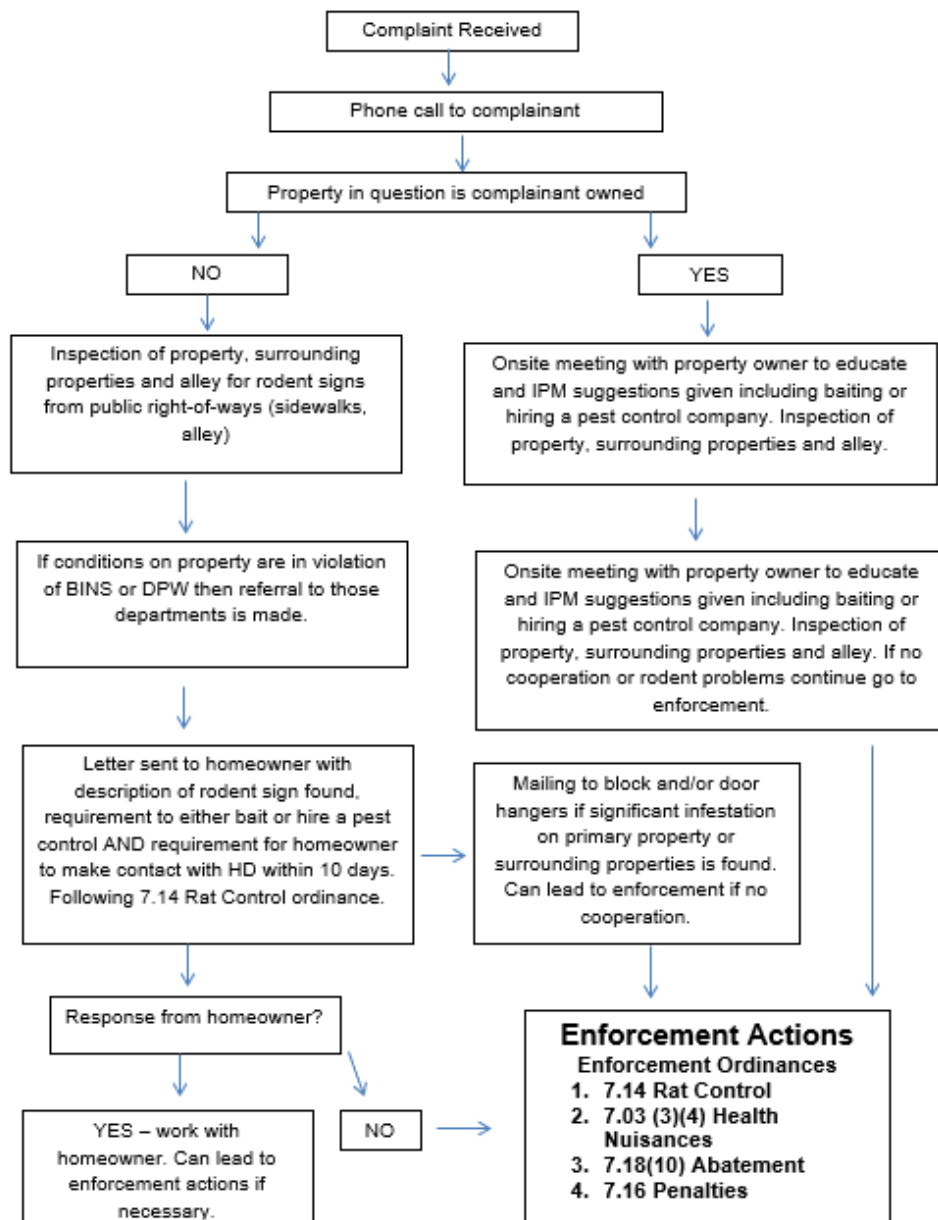 Complaint Received
Phone call to complainant
Property in question is complainant owned
NO
YES
Inspection of property, surrounding
properties and alley for rodent signs
from public right-of-ways (sidewalks,
alley)
Onsite meeting with property owner to educate
and IPM suggestions given including baiting or
hiring a pest control company. Inspection of
property, surrounding properties and alley.
If conditions on property are in violation
of BINS or DPW then referral to those
departments is made.
Onsite meeting with property owner to educate
and IPM suggestions given including baiting or
hiring a pest control company. Inspection of
property, surrounding properties and alley. If no
cooperation or rodent problems continue go to
enforcement.
Letter sent to homeowner with
description of rodent sign found,
requirement to either bait or hire a pest
control AND requirement for homeowner
to make contact with HD within 10 days.
Following 7.14 Rat Control ordinance.
Mailing to block and/or door
hangers if significant infestation
on primary property or
surrounding properties is found.
Can lead to enforcement if no
cooperation.
Response from homeowner?
YES – work with
homeowner. Can lead to
enforcement actions if
necessary.
NO
Enforcement Actions
Enforcement Ordinances
1. 7.14 Rat Control
2. 7.03 (3)(4) Health
Nuisances
3. 7.18(10) Abatement
4. 7.16 Penalties